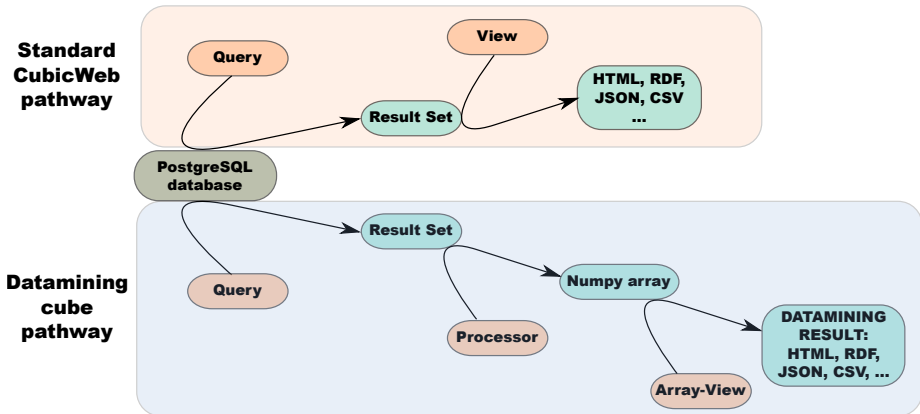 Standard
CubicWeb
pathway
Query
View
Result Set
HTML, RDF,
JSON, CSV
...
PostgreSQL
database
Datamining
cube
pathway
Result Set
Query
Numpy array
Processor
DATAMINING
RESULT:
HTML, RDF,
JSON, CSV, ...
Array-View